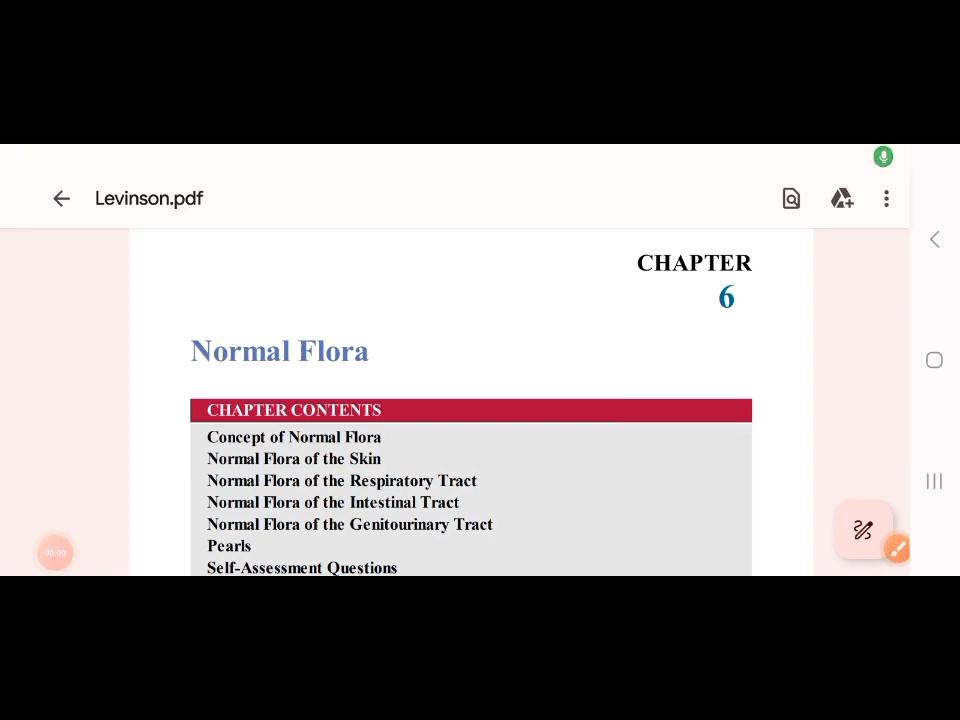 Levinson.pdf
CHAPTER
6
Normal Flora
CHAPTER CONTENTS
Concept of Normal Flora
Normal Flora of the Skin
Normal Flora of the Respiratory Tract
Normal Flora of the Intestinal Tract
Normal Flora of the Genitourinary Tract
Pearls
Self-Assessment Questions
00:00